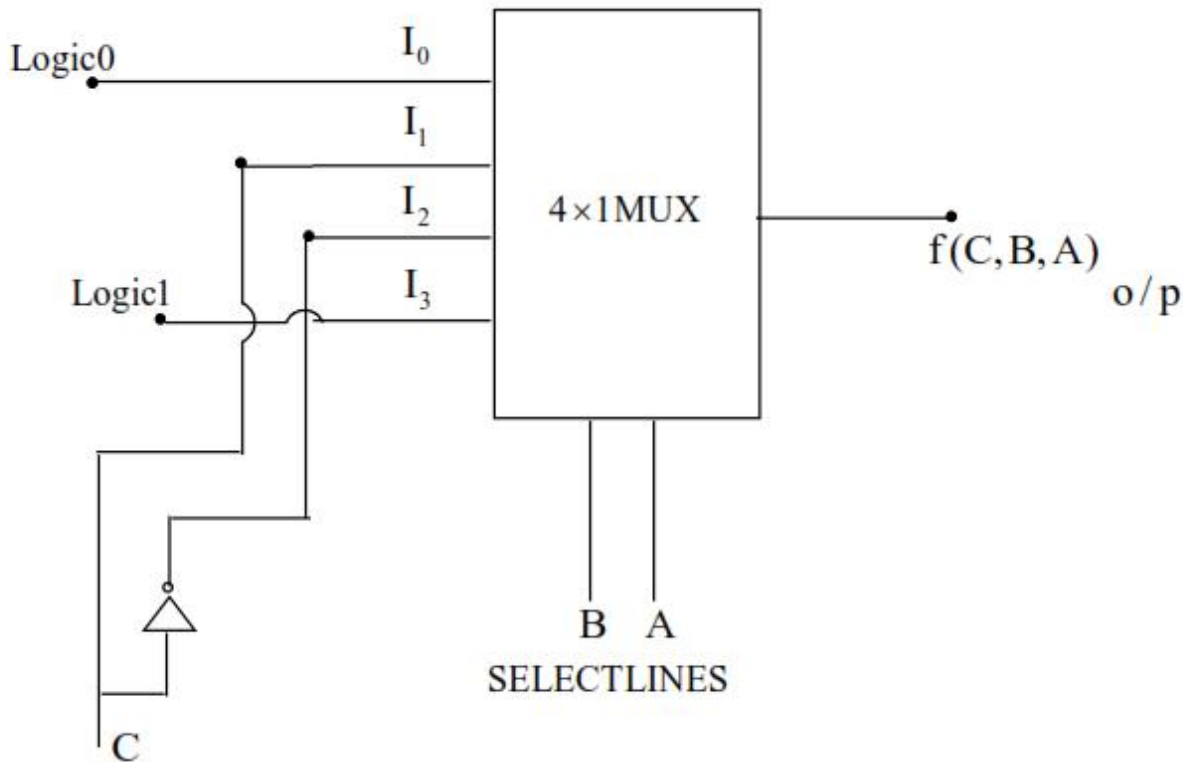 Logic0
I₀
I₁
I₂
Logic1
I₃
4×1MUX
f(C,B,A)
o/p
B A
SELECTLINES
C